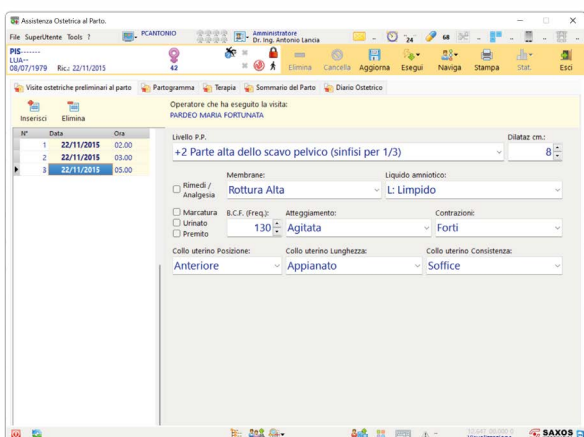 Assistenza Ostetrica al Parto.
File SuperUtente Tools ? PCANTONIO Amministratore 24 68
Dr. Ing. Antonio Lancia
PIS-------
LUA--
08/07/1979 Ric.: 22/11/2015 42 Elimina Cancella Aggiorna Esegui Naviga Stampa Stat. Esci
Visite ostetriche preliminari al parto Partogramma Terapia Sommario del Parto Diario Ostetrico
Inserisci Elimina
Operatore che ha eseguito la visita:
PARDEO MARIA FORTUNATA
N° Data Ora
1 22/11/2015 02.00
2 22/11/2015 03.00
3 22/11/2015 05.00
Livello P.P. Dilataz cm.:
+2 Parte alta dello scavo pelvico (sinfisi per 1/3) 8
Membrane: Liquido amniotico:
Rimedi / Analgesia Rottura Alta L: Limpido
Marcatura B.C.F. (Freq.): Atteggiamento: Contrazioni:
Urinato 130 Agitata Forti
Premito
Collo uterino Posizione: Collo uterino Lunghezza: Collo uterino Consistenza:
Anteriore Appianato Soffice
Visualizzazione SAXOS